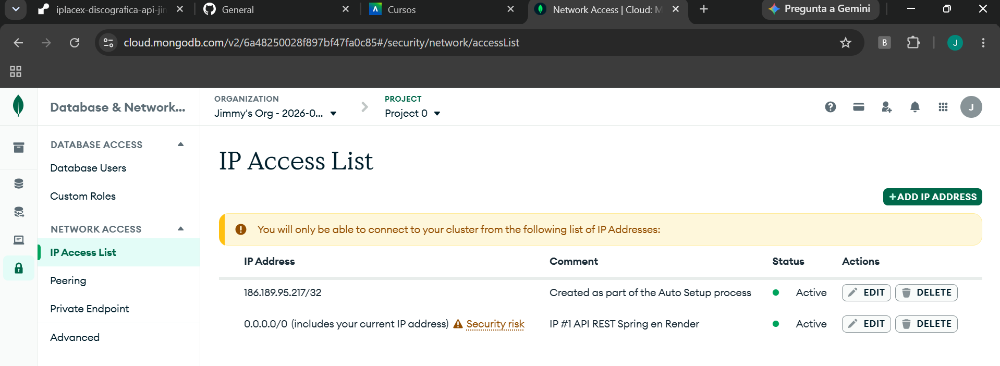 iplacex-discografica-api-jin
General
Cursos
Network Access | Cloud: M
Pregunta a Gemini
cloud.mongodb.com/v2/6a48250028f897bf47fa0c85#/security/network/accessList
B
J
Database & Network...
ORGANIZATION
Jimmy's Org - 2026-0...
PROJECT
Project 0
J
DATABASE ACCESS
Database Users
Custom Roles
NETWORK ACCESS
IP Access List
Peering
Private Endpoint
Advanced
IP Access List
+ADD IP ADDRESS
You will only be able to connect to your cluster from the following list of IP Addresses:
IP Address Comment Status Actions
186.189.95.217/32 Created as part of the Auto Setup process Active EDIT DELETE
0.0.0.0/0 (includes your current IP address) Security risk IP #1 API REST Spring en Render Active EDIT DELETE